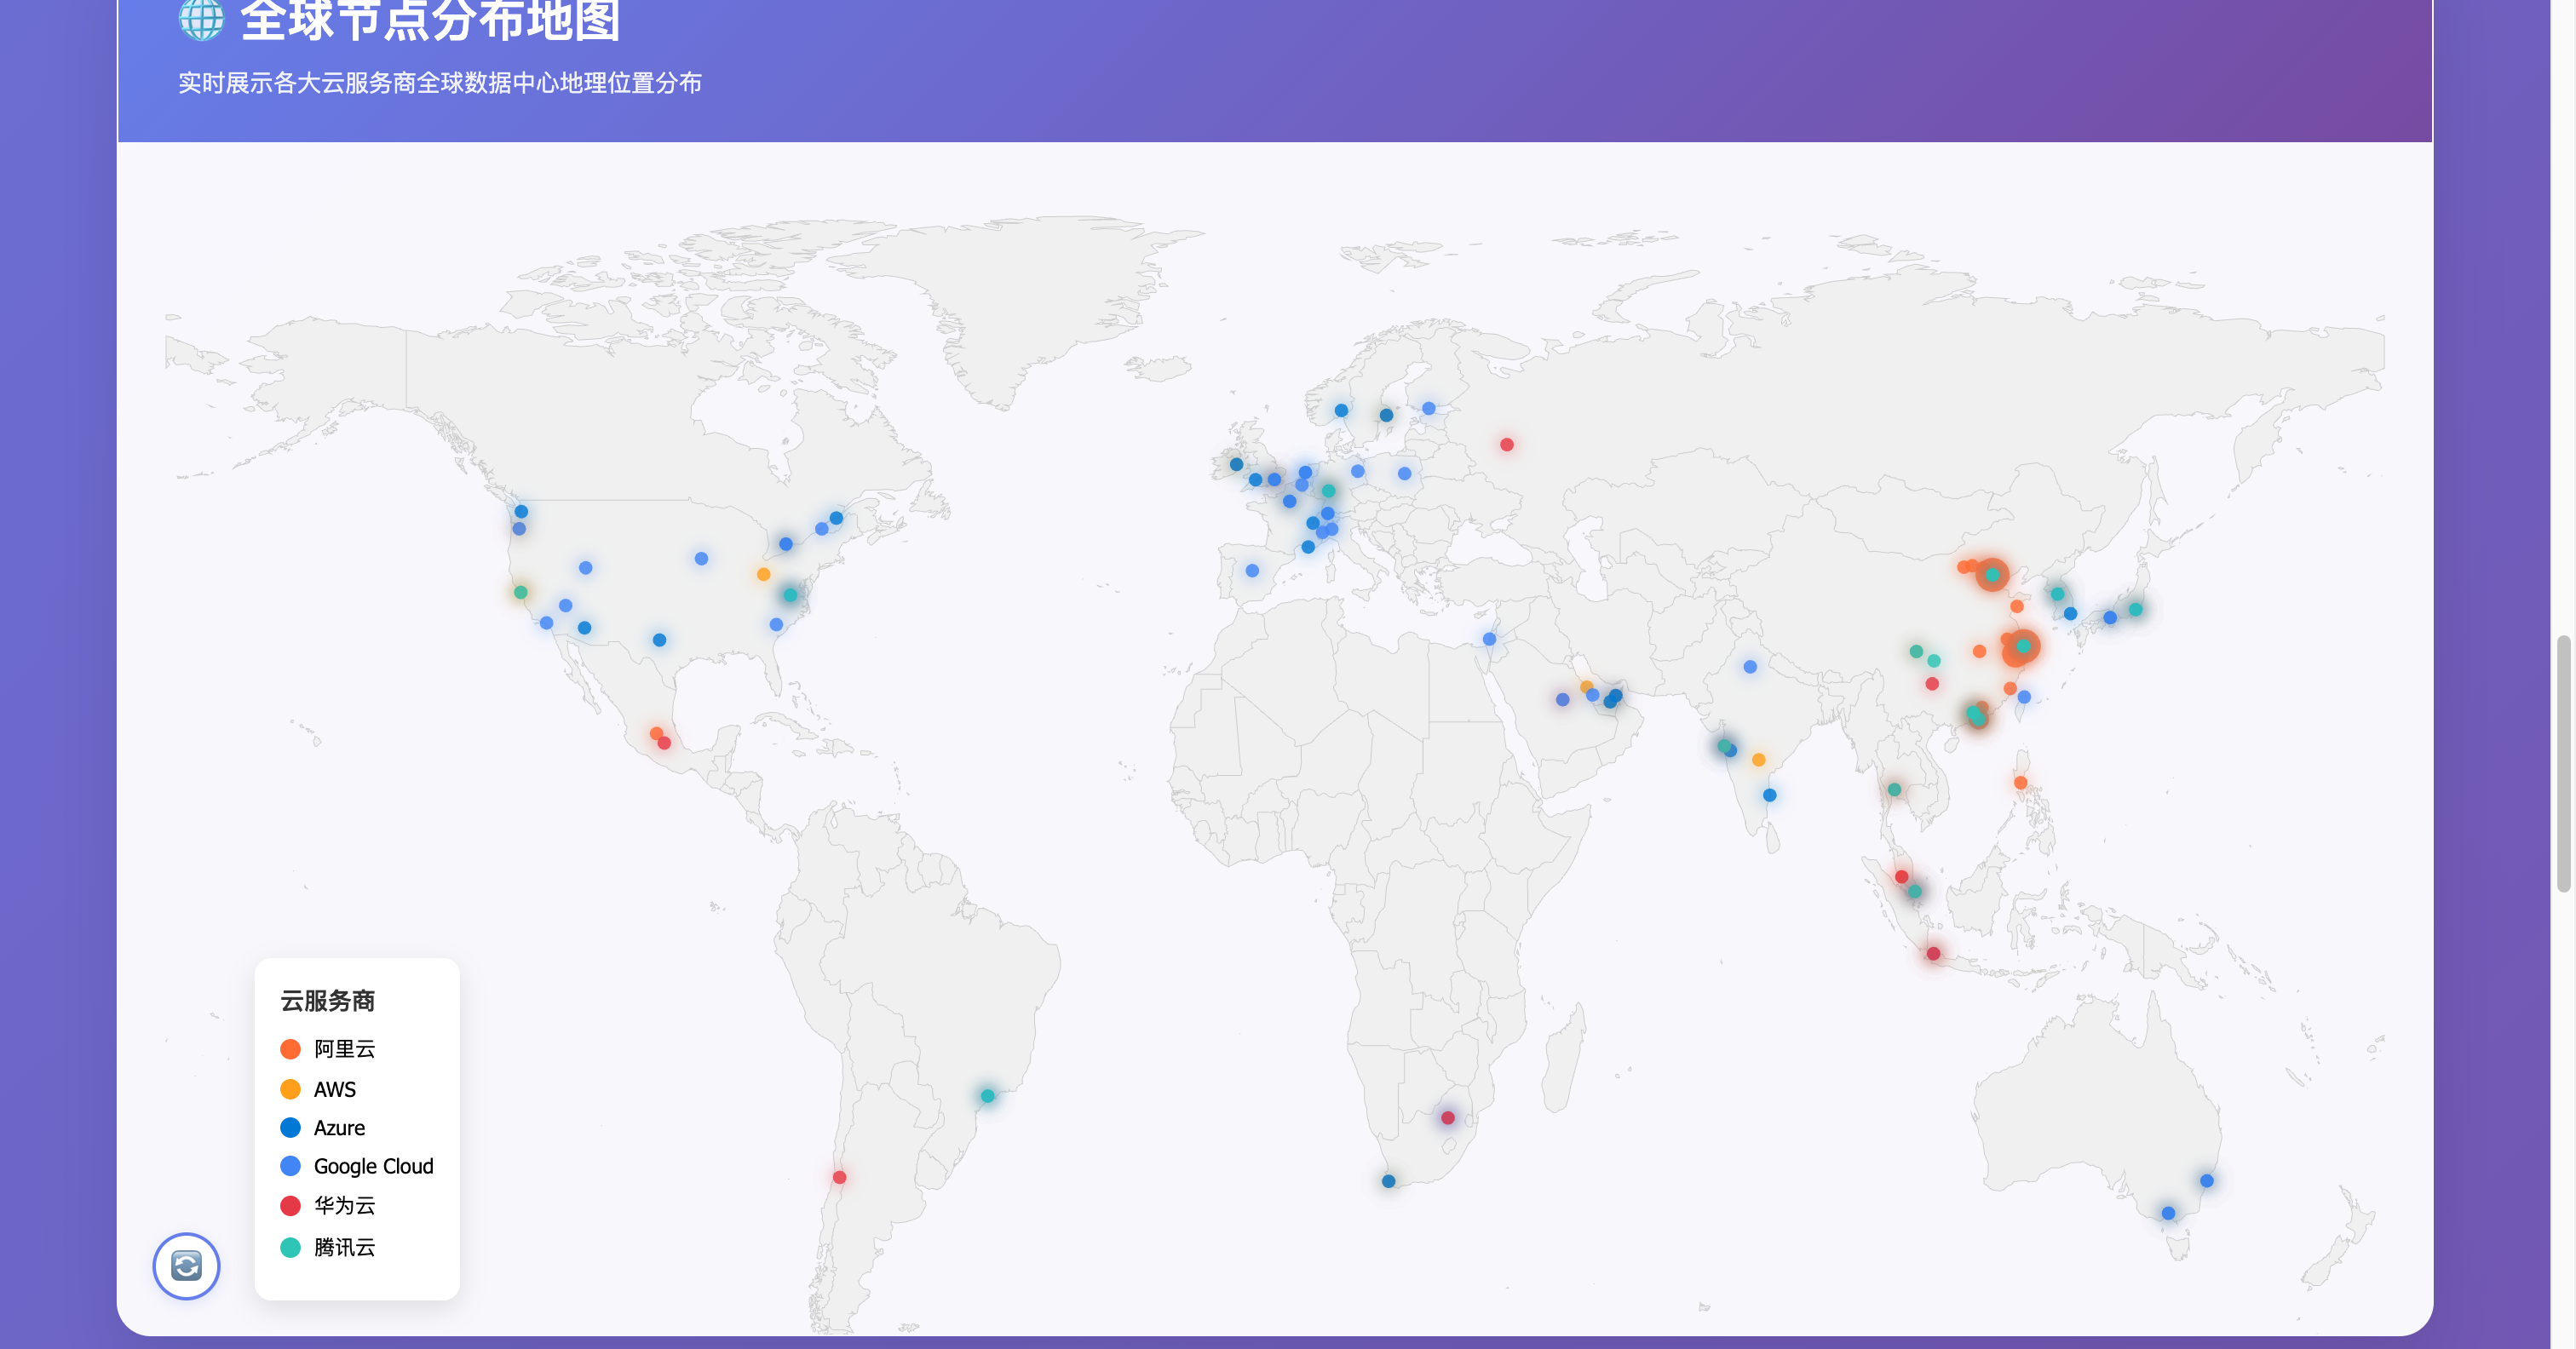 全球节点分布地图
实时展示各大云服务商全球数据中心地理位置分布
云服务商
阿里云
AWS
Azure
Google Cloud
华为云
腾讯云